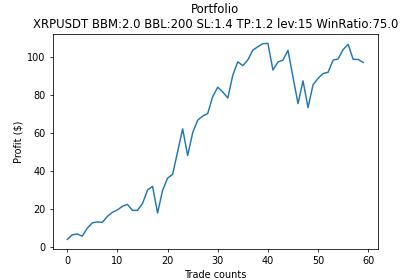 Portfolio
XRPUSDT BBM:2.0 BBL:200 SL:1.4 TP:1.2 lev:15 WinRatio:75.0
Profit ($)
100
80
60
40
20
0
0 10 20 30 40 50 60
Trade counts